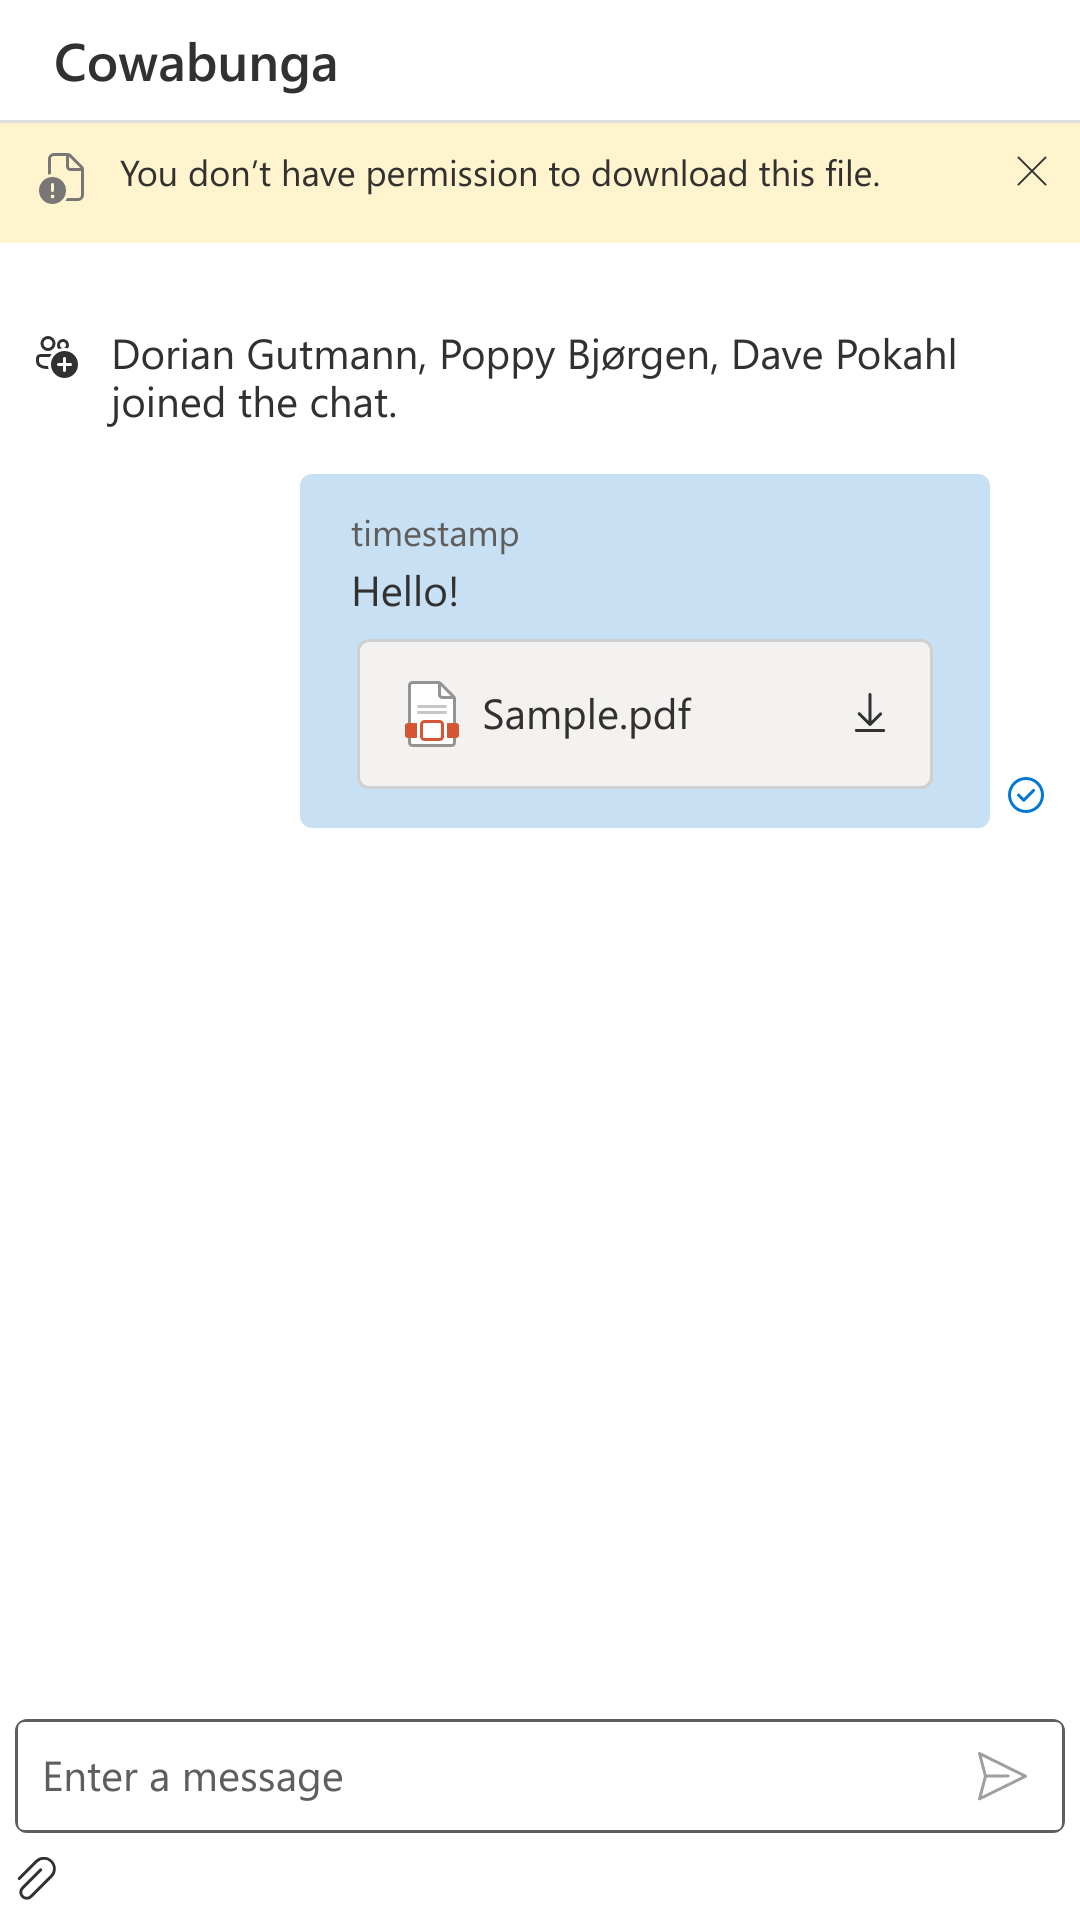 Cowabunga
You don’t have permission to download this file.
Dorian Gutmann, Poppy Bjørgen, Dave Pokahl
joined the chat.
timestamp
Hello!
Sample.pdf
Enter a message